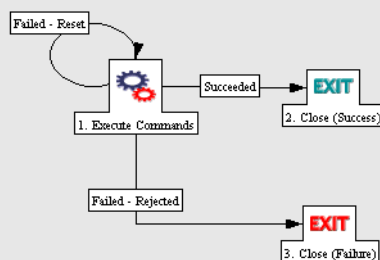 Failed - Reset
Succeeded
EXIT
1. Execute Commands
2. Close (Success)
Failed - Rejected
EXIT
3. Close (Failure)